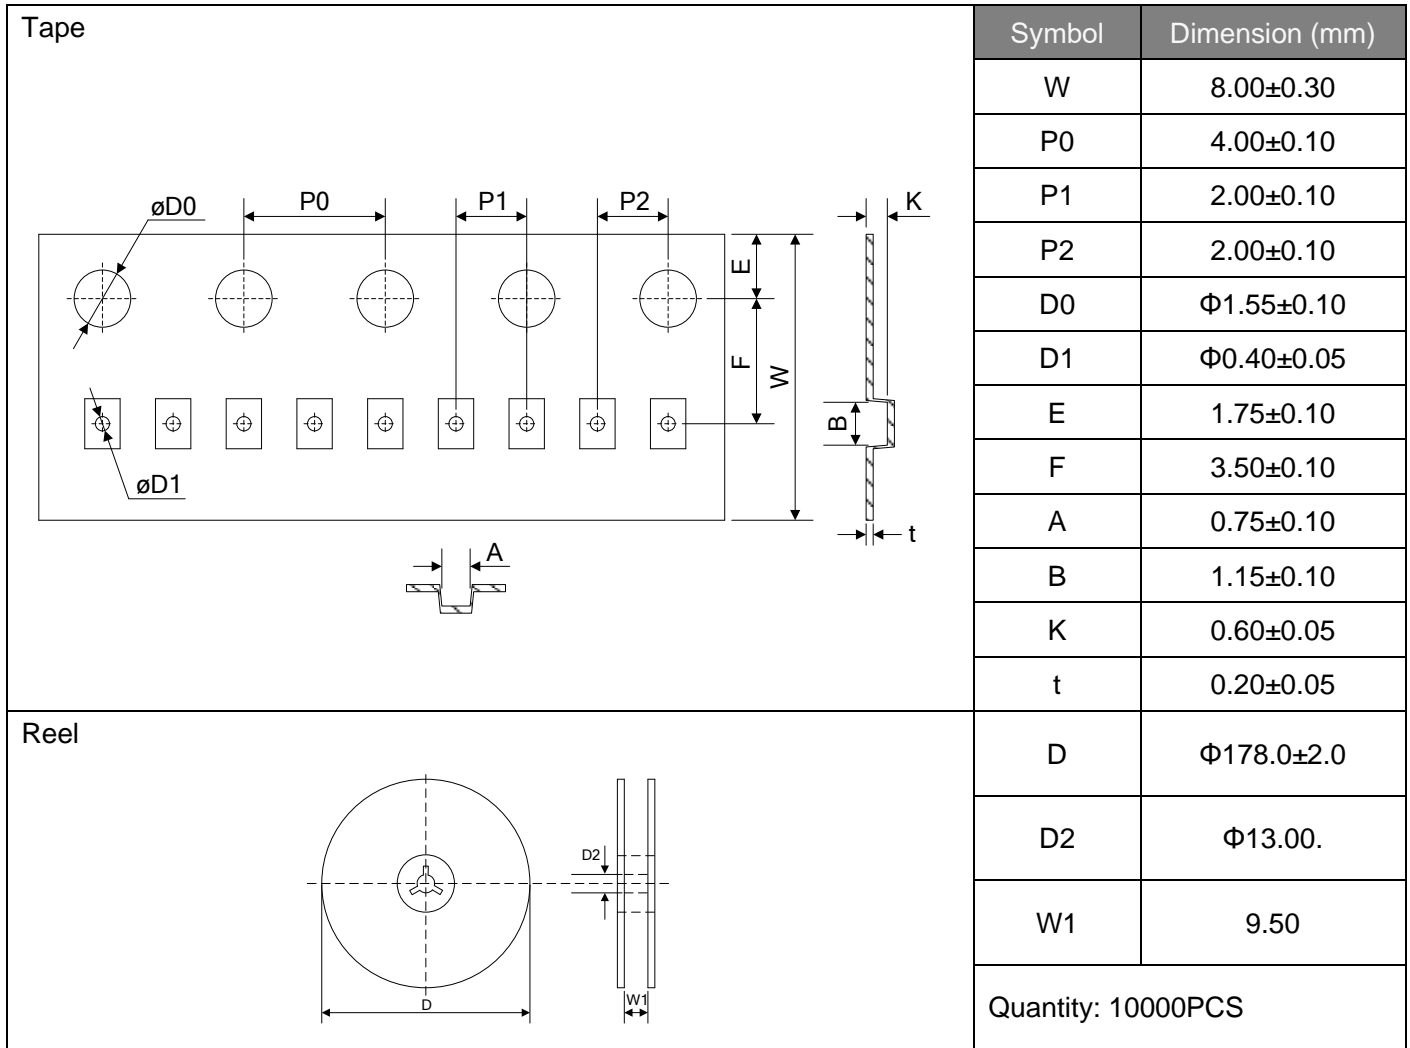 Tape
øD0
P0
P1
P2
K
E
F
W
B
øD1
t
A
Symbol Dimension (mm)
W 8.00±0.30
P0 4.00±0.10
P1 2.00±0.10
P2 2.00±0.10
D0 Φ1.55±0.10
D1 Φ0.40±0.05
E 1.75±0.10
F 3.50±0.10
A 0.75±0.10
B 1.15±0.10
K 0.60±0.05
t 0.20±0.05
Reel
D2
D
W1
D Φ178.0±2.0
D2 Φ13.00.
W1 9.50
Quantity: 10000PCS